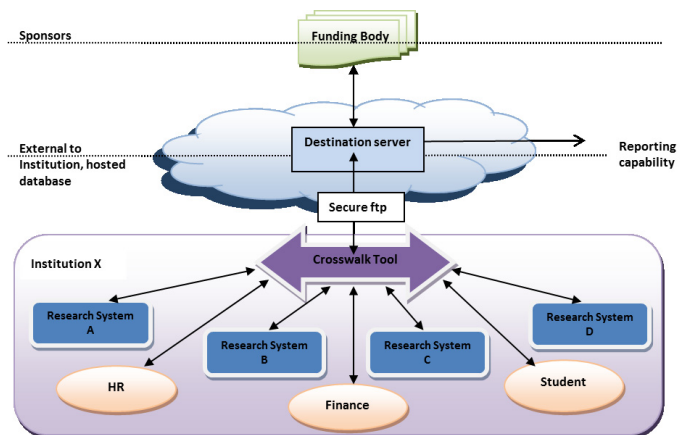 Sponsors
Funding Body
Destination server
External to
Institution, hosted
database
Reporting
capability
Secure ftp
Institution X
Crosswalk Tool
Research System
A
Research System
B
Research System
C
Research System
D
HR
Finance
Student